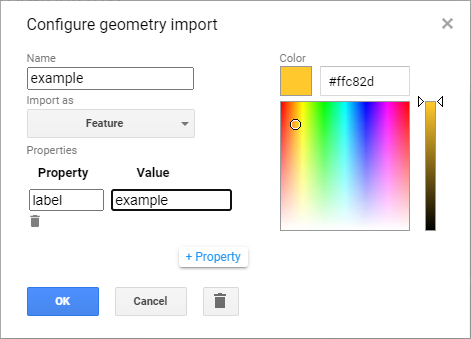 Configure geometry import
Name
example
Import as
Feature
Properties
Property Value
label example
+ Property
OK Cancel
Color
#ffc82d